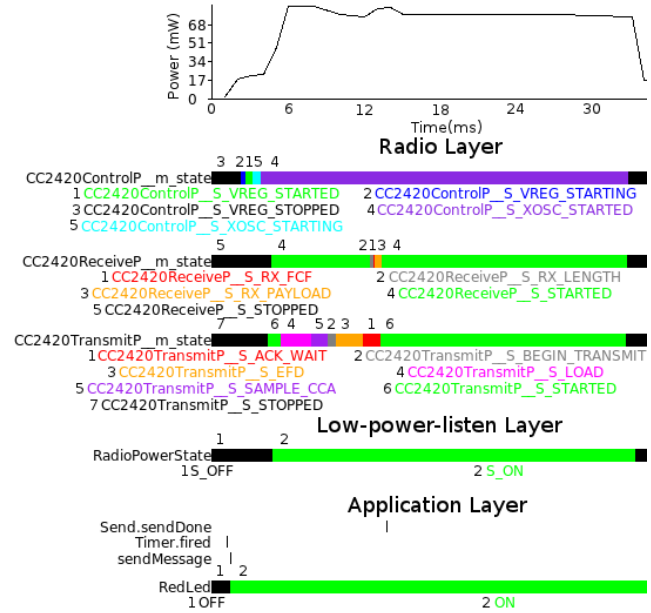 68
51
34
17
0
Power (mW)
0 6 12 18 24 30
Time(ms)
Radio Layer
3 2 1 5 4
CC2420ControlP__m_state
1 CC2420ControlP__S_VREG_STARTED 2 CC2420ControlP__S_VREG_STARTING
3 CC2420ControlP__S_VREG_STOPPED 4 CC2420ControlP__S_XOSC_STARTED
5 CC2420ControlP__S_XOSC_STARTING
5 4 2 1 3 4
CC2420ReceiveP__m_state
1 CC2420ReceiveP__S_RX_FCF 2 CC2420ReceiveP__S_RX_LENGTH
3 CC2420ReceiveP__S_RX_PAYLOAD 4 CC2420ReceiveP__S_STARTED
5 CC2420ReceiveP__S_STOPPED
7 6 4 5 2 3 1 6
CC2420TransmitP__m_state
1 CC2420TransmitP__S_ACK_WAIT 2 CC2420TransmitP__S_BEGIN_TRANSMIT
3 CC2420TransmitP__S_EFD 4 CC2420TransmitP__S_LOAD
5 CC2420TransmitP__S_SAMPLE_CCA 6 CC2420TransmitP__S_STARTED
7 CC2420TransmitP__S_STOPPED
Low-power-listen Layer
1 2
RadioPowerState
1 S_OFF 2 S_ON
Application Layer
Send.sendDone
Timer.fired
sendMessage
1 2
RedLed
1 OFF 2 ON